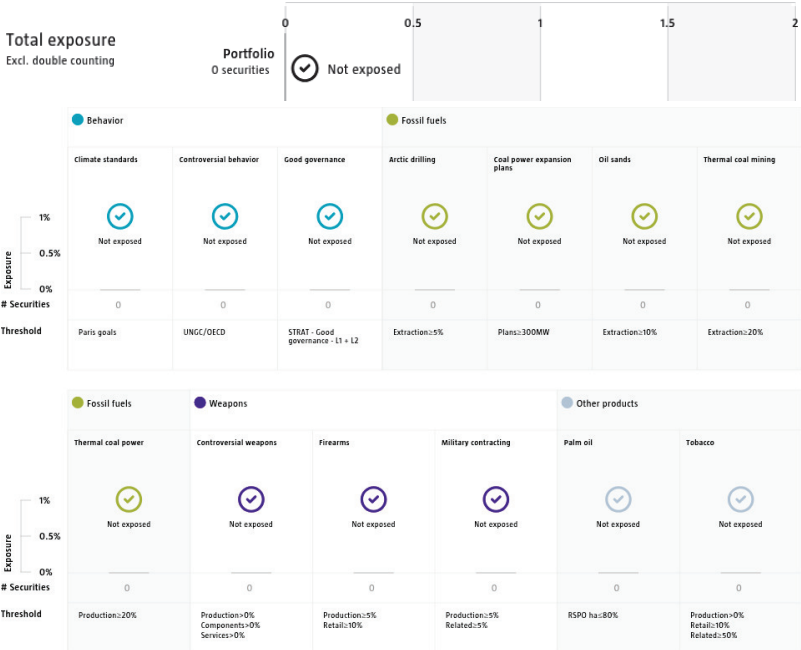 0 0.5 1 1.5 2
Total exposure
Excl. double counting
Portfolio
0 securities
Not exposed
Behavior Fossil fuels
Climate standards Controversial behavior Good governance Arctic drilling Coal power expansion plans Oil sands Thermal coal mining
1%
0.5%
0%
Exposure
Not exposed Not exposed Not exposed Not exposed Not exposed Not exposed Not exposed
# Securities 0 0 0 0 0 0 0
Threshold Paris goals UNGC/OECD STRAT - Good governance - L1 + L2 Extraction≥5% Plans≥300MW Extraction≥10% Extraction≥20%
Fossil fuels Weapons Other products
Thermal coal power Controversial weapons Firearms Military contracting Palm oil Tobacco
1%
0.5%
0%
Exposure
Not exposed Not exposed Not exposed Not exposed Not exposed Not exposed
# Securities 0 0 0 0 0 0
Threshold Production≥20% Production>0% Production≥5% Production≥5% RSPO ha≤80% Production>0%
Components>0% Retail≥10% Related≥5% Retail≥10%
Services>0% Related≥50%